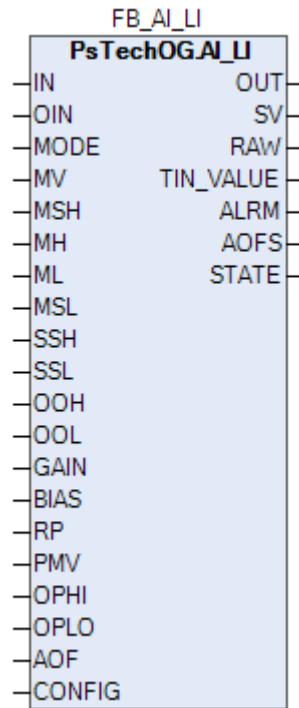 FB_AI_LI
PsTechOG.AI_LI
IN OUT
OIN SV
MODE RAW
MV TIN_VALUE
MSH ALRM
MH AOFS
ML STATE
MSL
SSH
SSL
OOH
OOL
GAIN
BIAS
RP
PMV
OPHI
OPLO
AOF
CONFIG